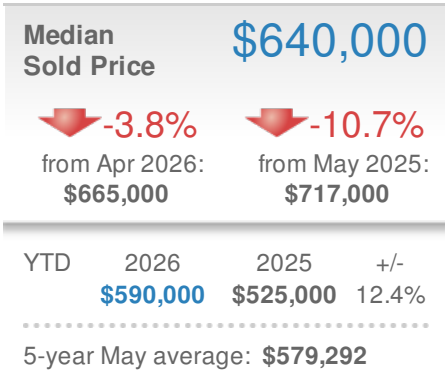 Median $640,000
Sold Price
-3.8% -10.7%
from Apr 2026: from May 2025:
$665,000 $717,000
YTD 2026 2025 +/-
$590,000 $525,000 12.4%
5-year May average: $579,292